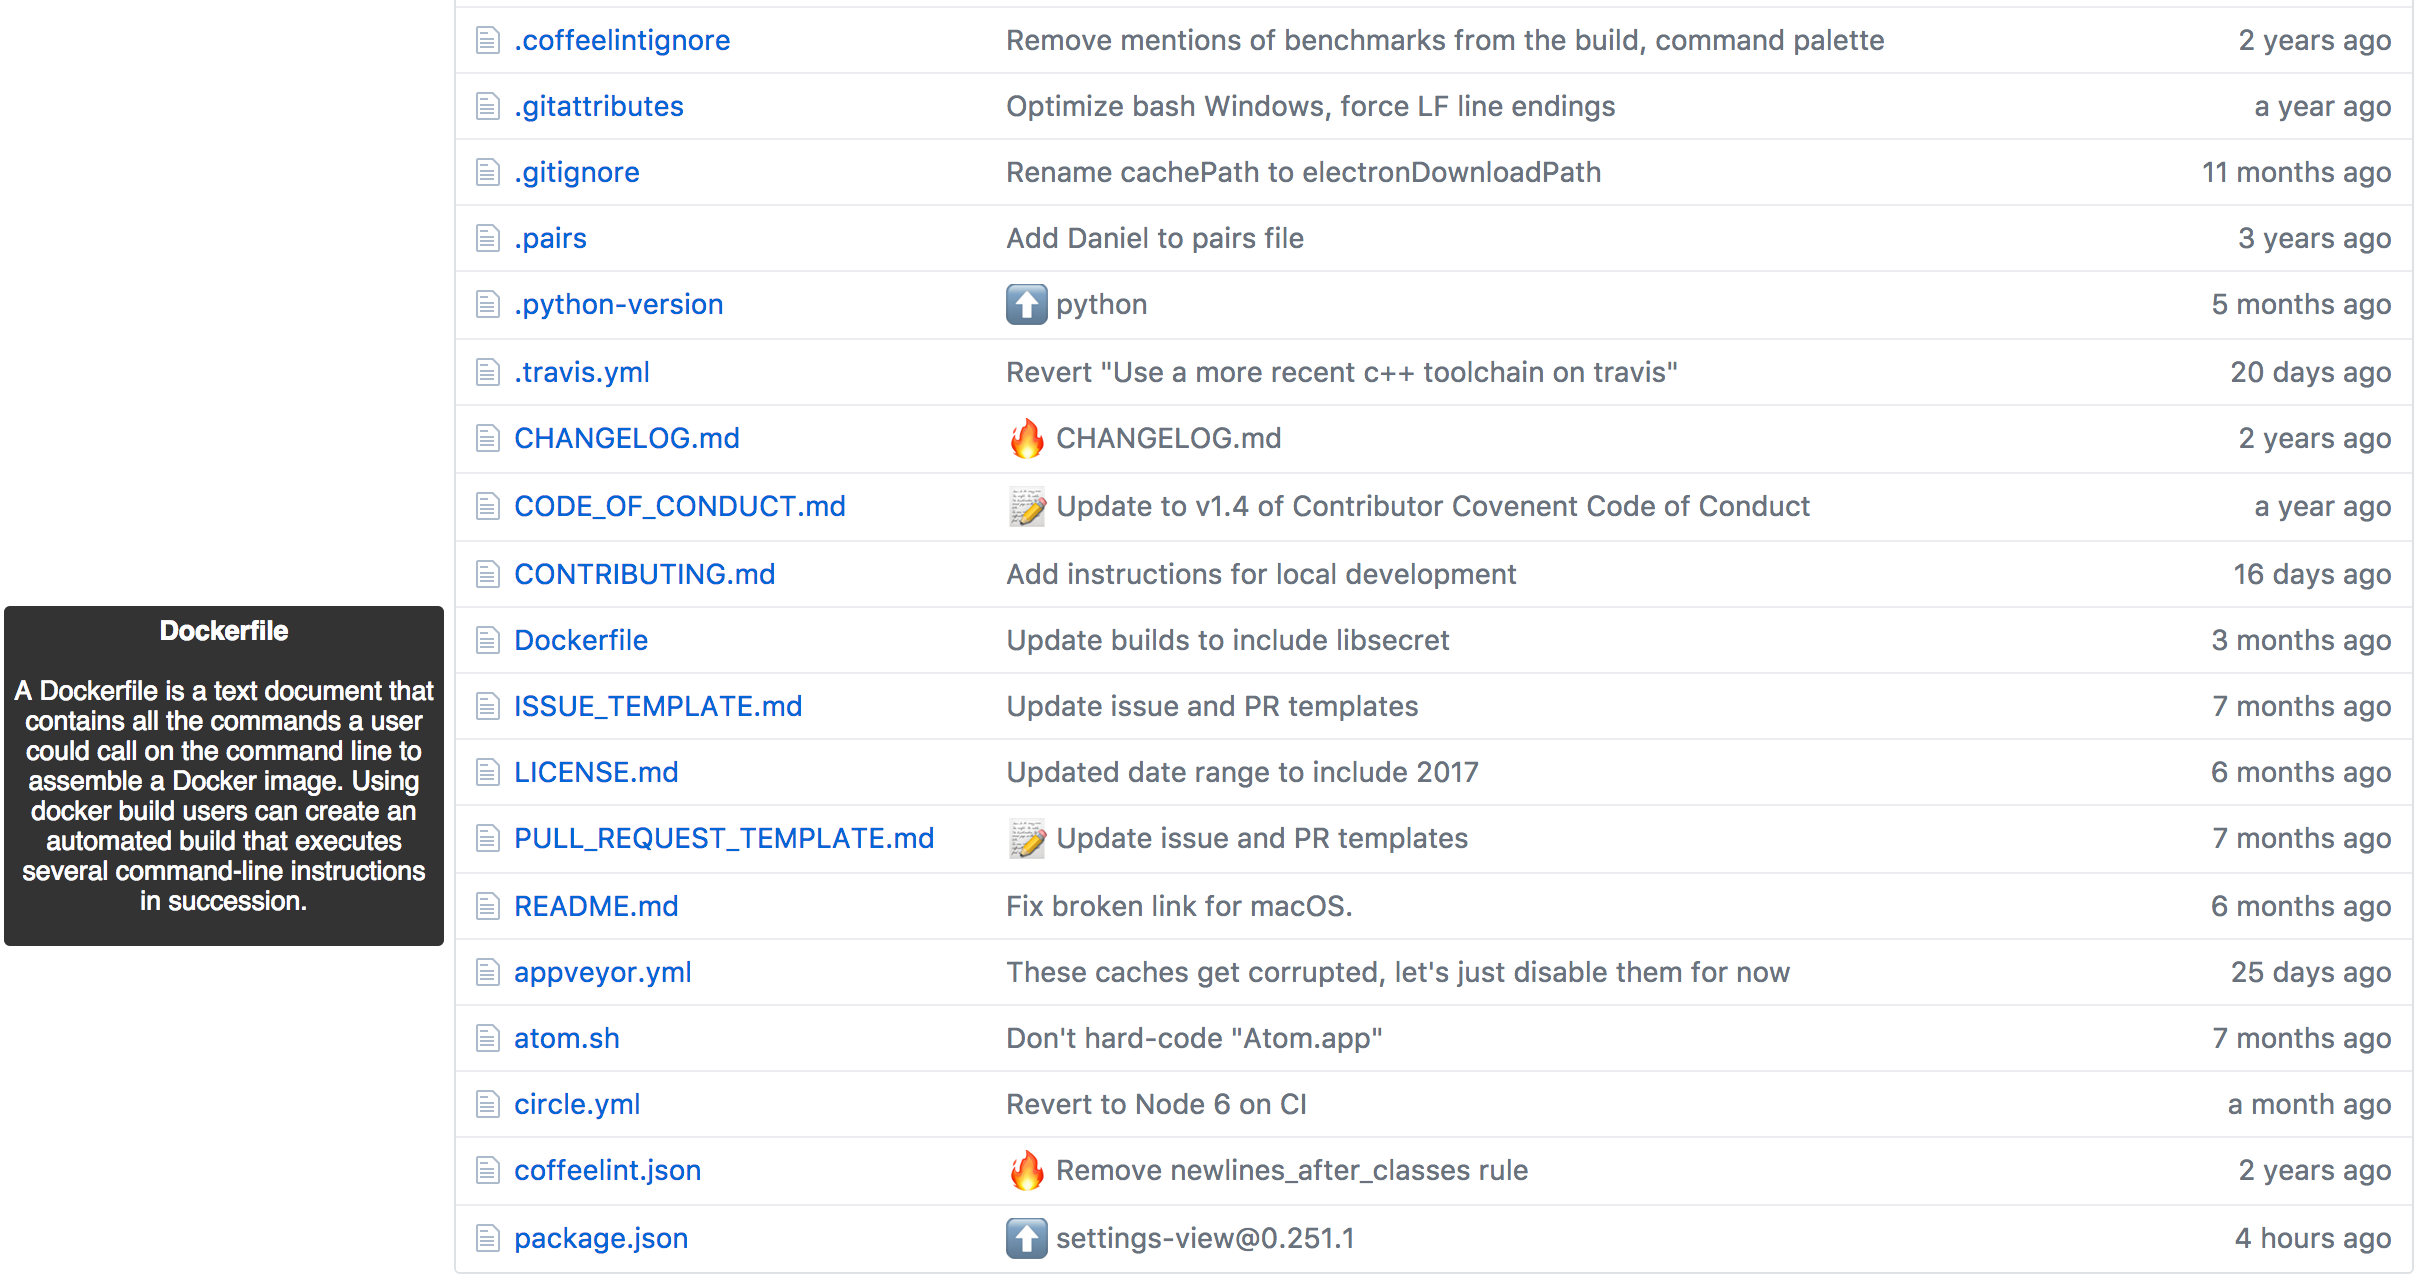 .coffeelintignore Remove mentions of benchmarks from the build, command palette 2 years ago
.gitattributes Optimize bash Windows, force LF line endings a year ago
.gitignore Rename cachePath to electronDownloadPath 11 months ago
.pairs Add Daniel to pairs file 3 years ago
.python-version python 5 months ago
.travis.yml Revert "Use a more recent c++ toolchain on travis" 20 days ago
CHANGELOG.md CHANGELOG.md 2 years ago
CODE_OF_CONDUCT.md Update to v1.4 of Contributor Covenent Code of Conduct a year ago
CONTRIBUTING.md Add instructions for local development 16 days ago
Dockerfile Update builds to include libsecret 3 months ago
ISSUE_TEMPLATE.md Update issue and PR templates 7 months ago
LICENSE.md Updated date range to include 2017 6 months ago
PULL_REQUEST_TEMPLATE.md Update issue and PR templates 7 months ago
README.md Fix broken link for macOS. 6 months ago
appveyor.yml These caches get corrupted, let's just disable them for now 25 days ago
atom.sh Don't hard-code "Atom.app" 7 months ago
circle.yml Revert to Node 6 on CI a month ago
coffeelint.json Remove newlines_after_classes rule 2 years ago
package.json settings-view@0.251.1 4 hours ago
Dockerfile
A Dockerfile is a text document that
contains all the commands a user
could call on the command line to
assemble a Docker image. Using
docker build users can create an
automated build that executes
several command-line instructions
in succession.